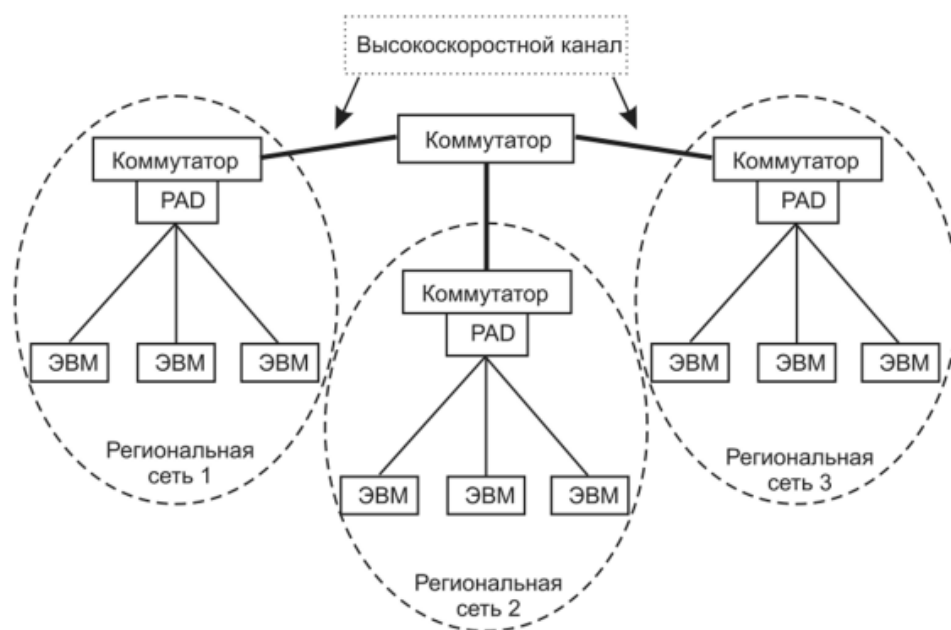 Высокоскоростной канал
Коммутатор
Коммутатор
Коммутатор
PAD
PAD
Коммутатор
PAD
ЭВМ
ЭВМ
ЭВМ
ЭВМ
ЭВМ
ЭВМ
Региональная
сеть 1
Региональная
сеть 3
ЭВМ
ЭВМ
ЭВМ
Региональная
сеть 2